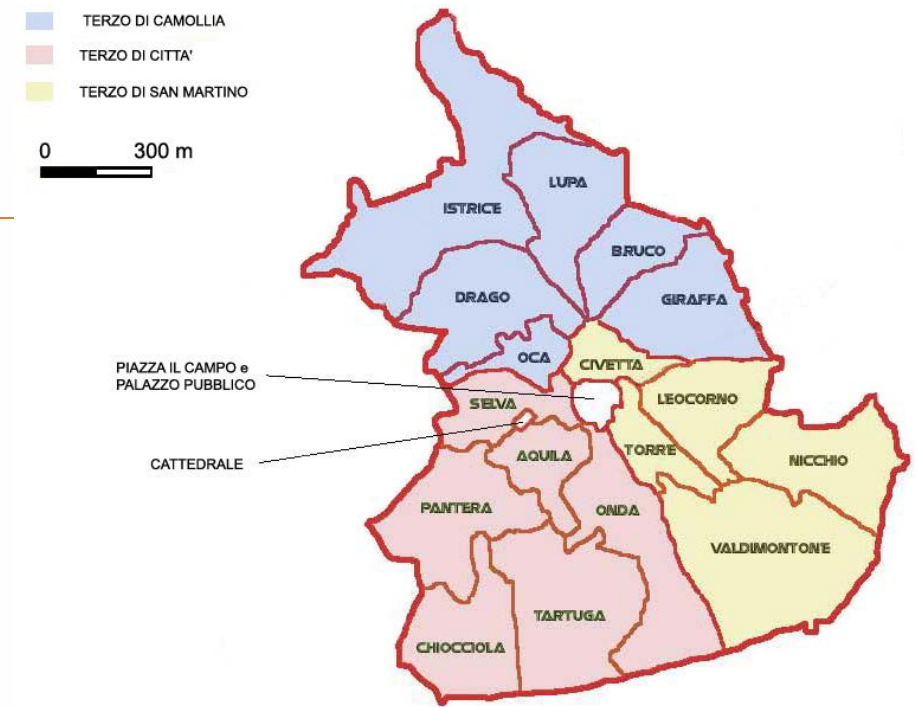 TERZO DI CAMOLLIA
TERZO DI CITTA'
TERZO DI SAN MARTINO
0 300 m
LUPA
ISTRICE
BRUCO
DRAGO
GIRAFFA
OCA
CIVETTA
PIAZZA IL CAMPO e
PALAZZO PUBBLICO
SELVA
LEOCORNO
TORRE
AQUILA
NICCHIO
CATTEDRALE
PANTERA
ONDA
VALDIMONTONE
TARTUGA
CHIOCCIOLA